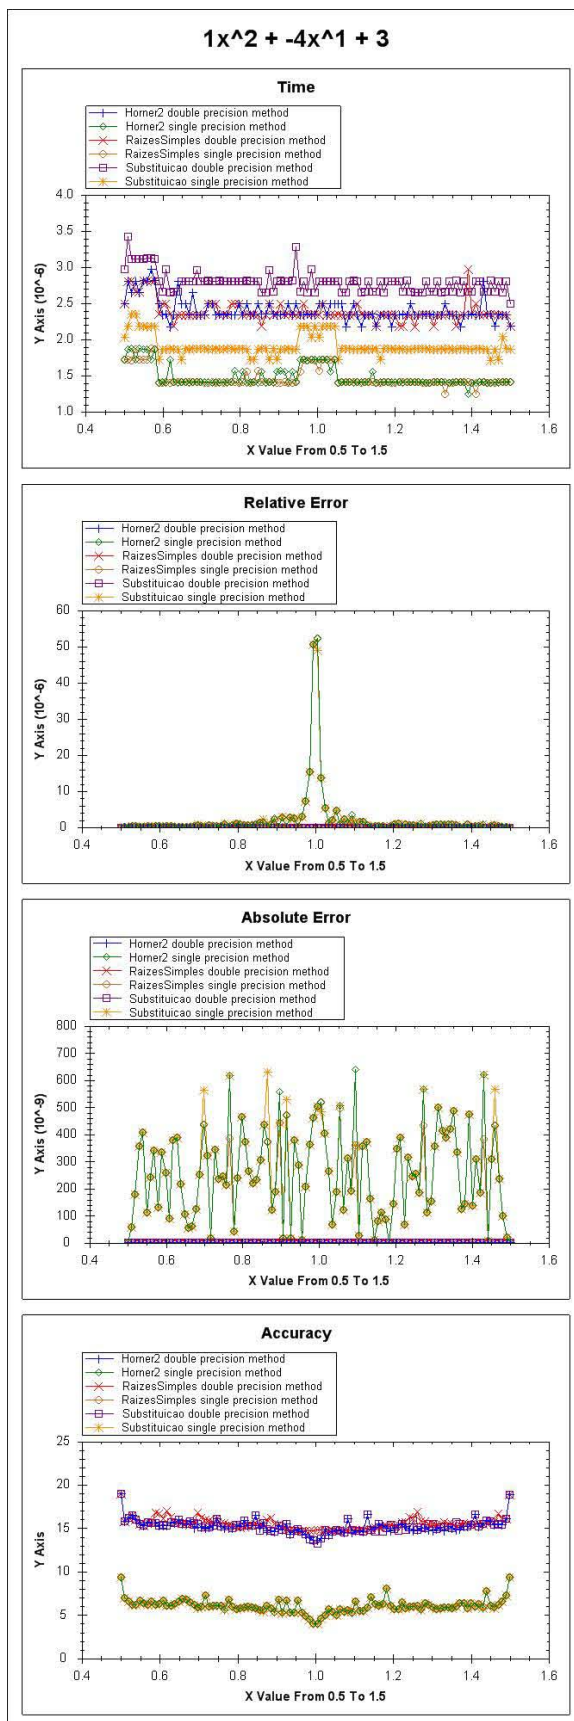 1x^2 + -4x^1 + 3
Time
Horner2 double precision method
Horner2 single precision method
RaizesSimples double precision method
RaizesSimples single precision method
Substituicao double precision method
Substituicao single precision method
4.0
3.5
3.0
2.5
2.0
1.5
1.0
Y Axis (10^-6)
0.4 0.6 0.8 1.0 1.2 1.4 1.6
X Value From 0.5 To 1.5
Relative Error
Horner2 double precision method
Horner2 single precision method
RaizesSimples double precision method
RaizesSimples single precision method
Substituicao double precision method
Substituicao single precision method
60
50
40
30
20
10
0
Y Axis (10^-6)
0.4 0.6 0.8 1.0 1.2 1.4 1.6
X Value From 0.5 To 1.5
Absolute Error
Horner2 double precision method
Horner2 single precision method
RaizesSimples double precision method
RaizesSimples single precision method
Substituicao double precision method
Substituicao single precision method
800
700
600
500
400
300
200
100
0
Y Axis (10^-9)
0.4 0.6 0.8 1.0 1.2 1.4 1.6
X Value From 0.5 To 1.5
Accuracy
Horner2 double precision method
Horner2 single precision method
RaizesSimples double precision method
RaizesSimples single precision method
Substituicao double precision method
Substituicao single precision method
25
20
15
10
5
0
Y Axis
0.4 0.6 0.8 1.0 1.2 1.4 1.6
X Value From 0.5 To 1.5